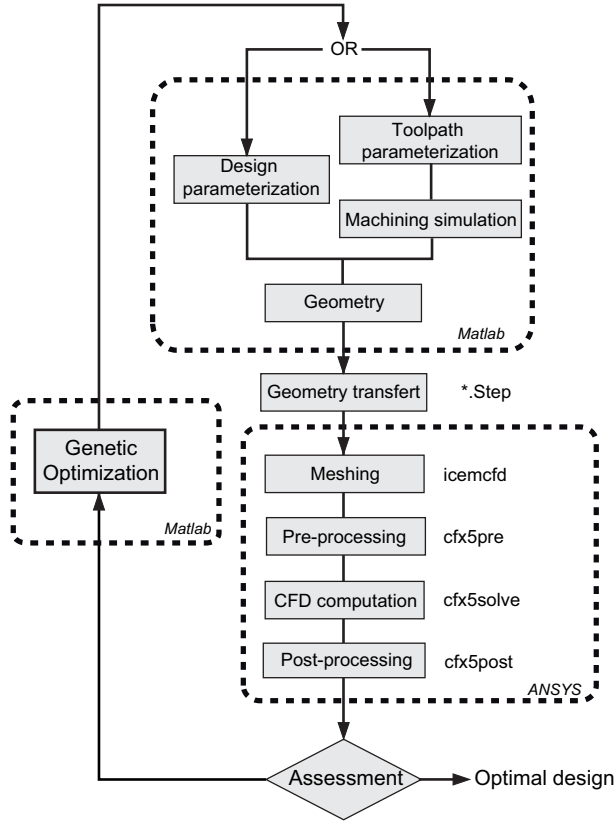 OR
Toolpath
parameterization
Design
parameterization
Machining simulation
Geometry
Matlab
Geometry transfert
*.Step
Genetic
Optimization
Matlab
Meshing
icemcfd
Pre-processing
cfx5pre
CFD computation
cfx5solve
Post-processing
cfx5post
ANSYS
Assessment
Optimal design